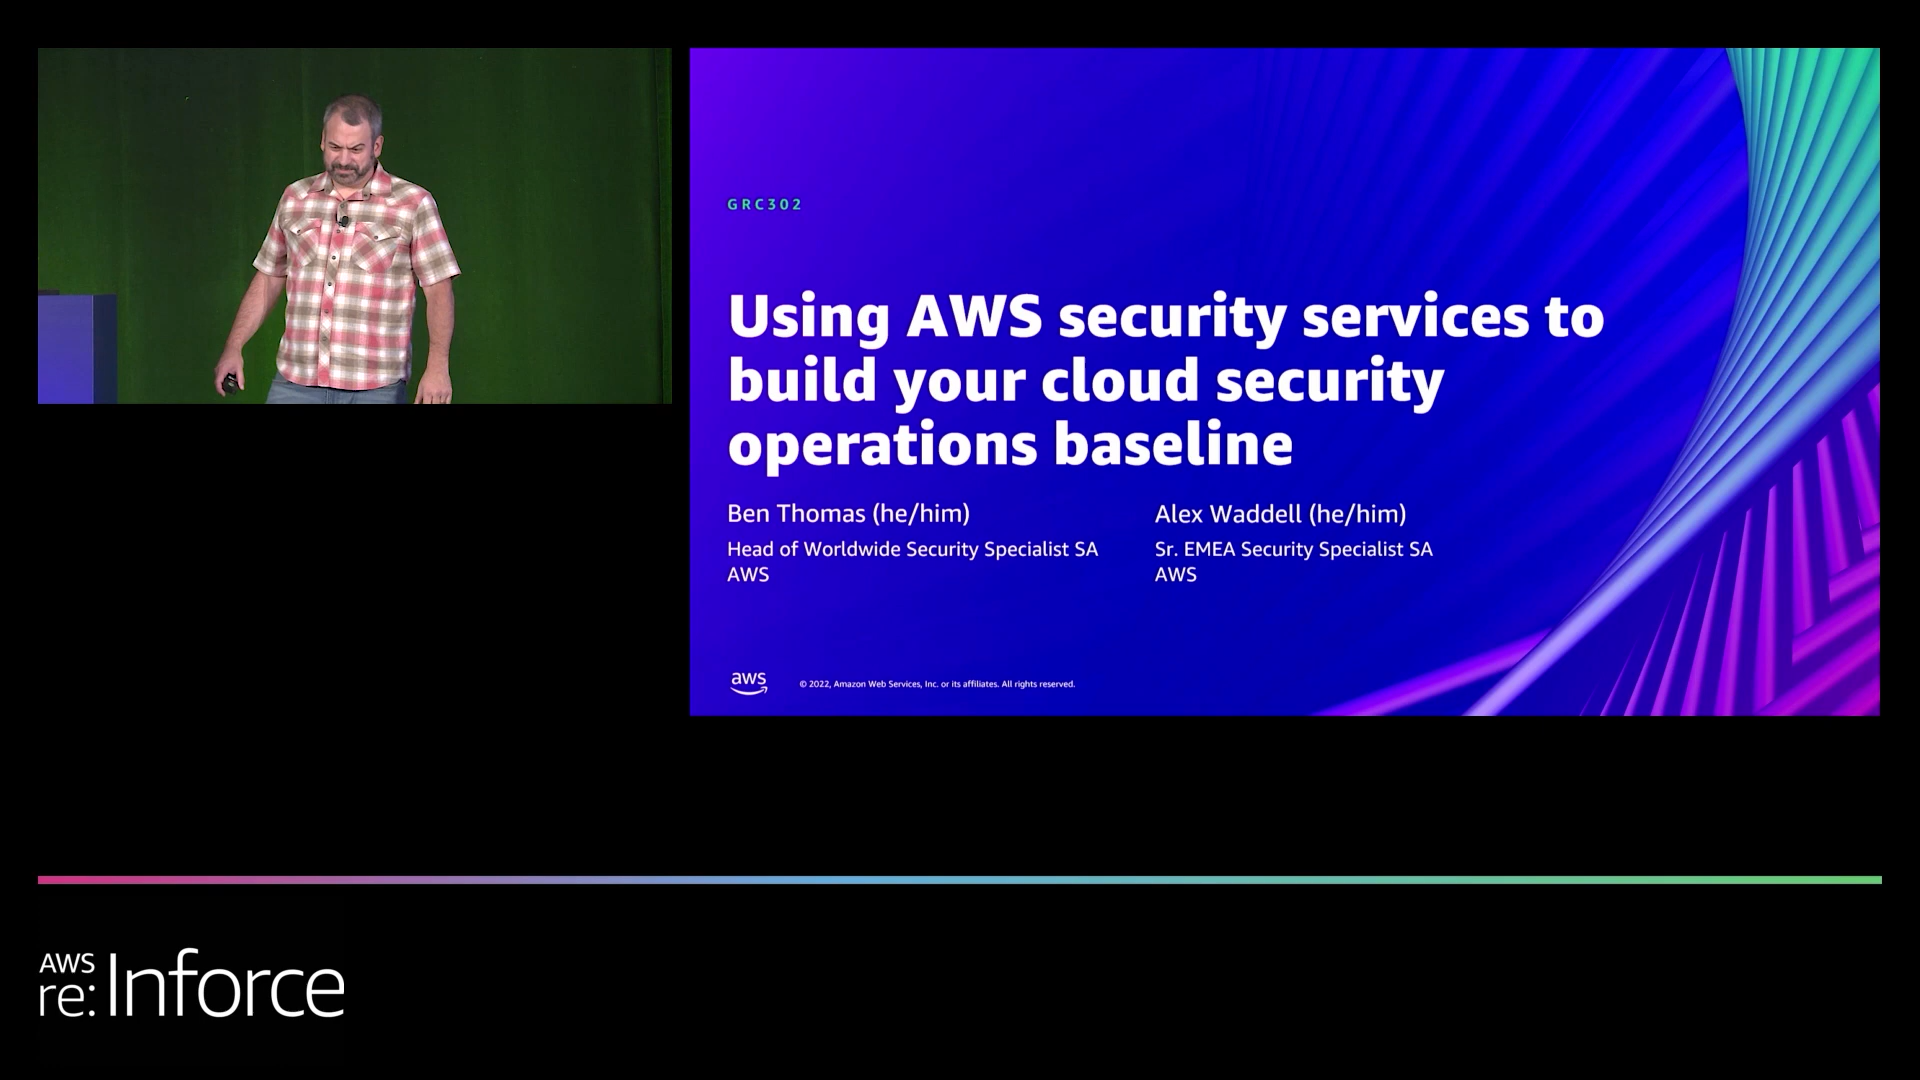 GRC302
Using AWS security services to
build your cloud security
operations baseline
Ben Thomas (he/him)
Head of Worldwide Security Specialist SA
AWS
Alex Waddell (he/him)
Sr. EMEA Security Specialist SA
AWS
aws
© 2022, Amazon Web Services, Inc. or its affiliates. All rights reserved.
AWS
re:Inforce